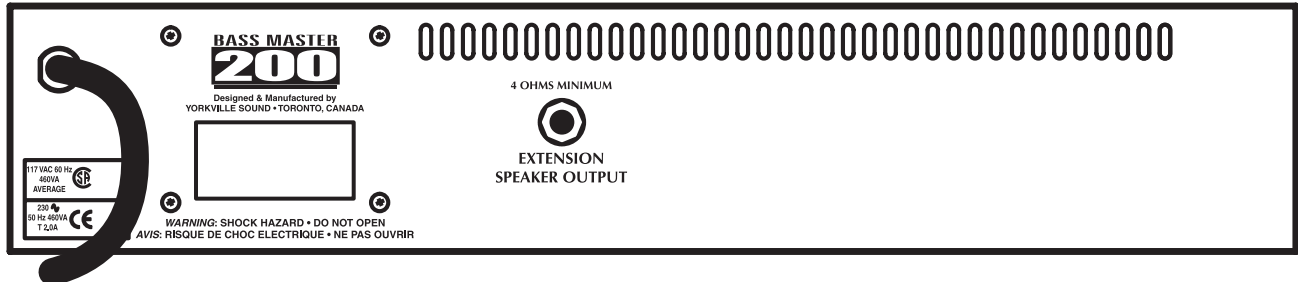 BASS MASTER
200
Designed & Manufactured by
YORKVILLE SOUND • TORONTO, CANADA
4 OHMS MINIMUM
EXTENSION
SPEAKER OUTPUT
117 VAC 60 Hz
460VA
AVERAGE
SA
230
50 Hz 460VA
T 2.0A
CE
WARNING: SHOCK HAZARD • DO NOT OPEN
AVIS: RISQUE DE CHOC ELECTRIQUE • NE PAS OUVRIR